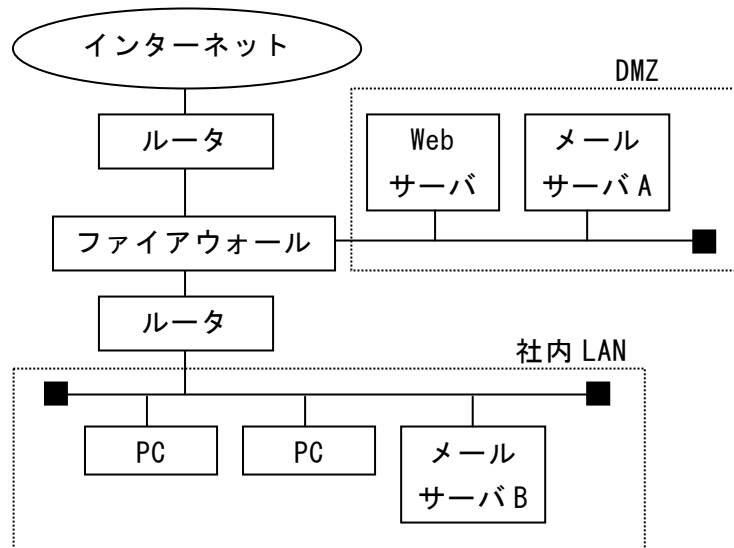 インターネット
DMZ
ルータ
Web
サーバ
メール
サーバA
ファイアウォール
ルータ
社内LAN
PC
PC
メール
サーバB